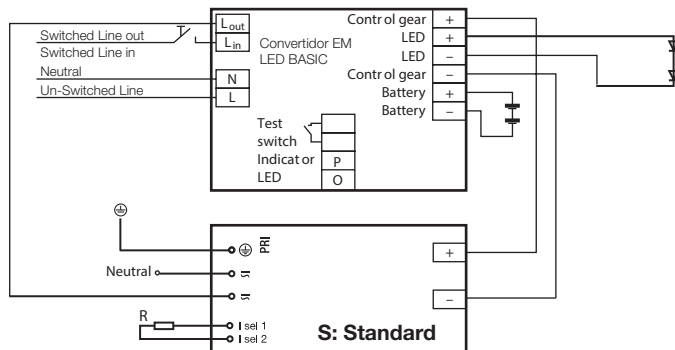 Switched Line out
Switched Line in
Neutral
Un-Switched Line
Lout
Lin
N
L
Convertidor EM
LED BASIC
Control gear +
LED +
LED –
Control gear –
Battery +
Battery –
Test
switch
Indicator P
LED O
PRI
Neutral
~
~
R
I sel 1
I sel 2
+
–
S: Standard